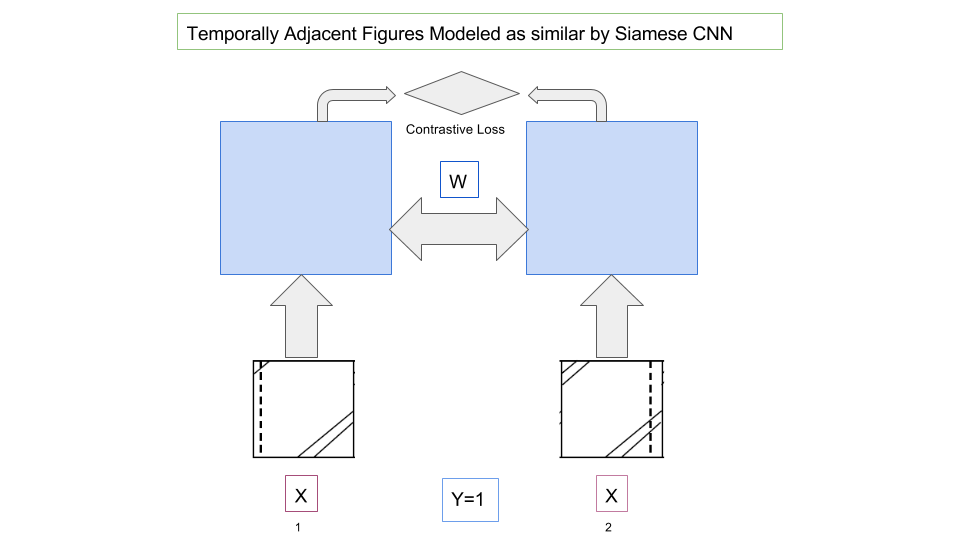 Temporally Adjacent Figures Modeled as similar by Siamese CNN
Contrastive Loss
W
X
Y=1
X
1
2